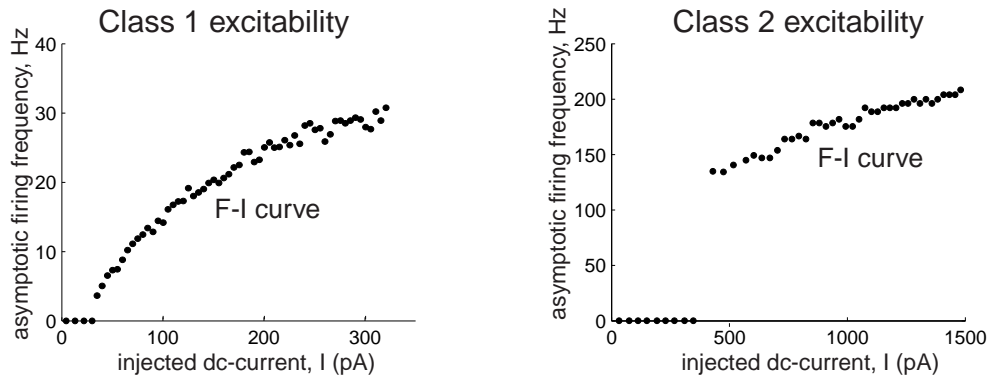 Class 1 excitability
asymptotic firing frequency, Hz
40
30
20
10
0
F-I curve
0 100 200 300
injected dc-current, I (pA)
Class 2 excitability
asymptotic firing frequency, Hz
250
200
150
100
50
0
F-I curve
0 500 1000 1500
injected dc-current, I (pA)